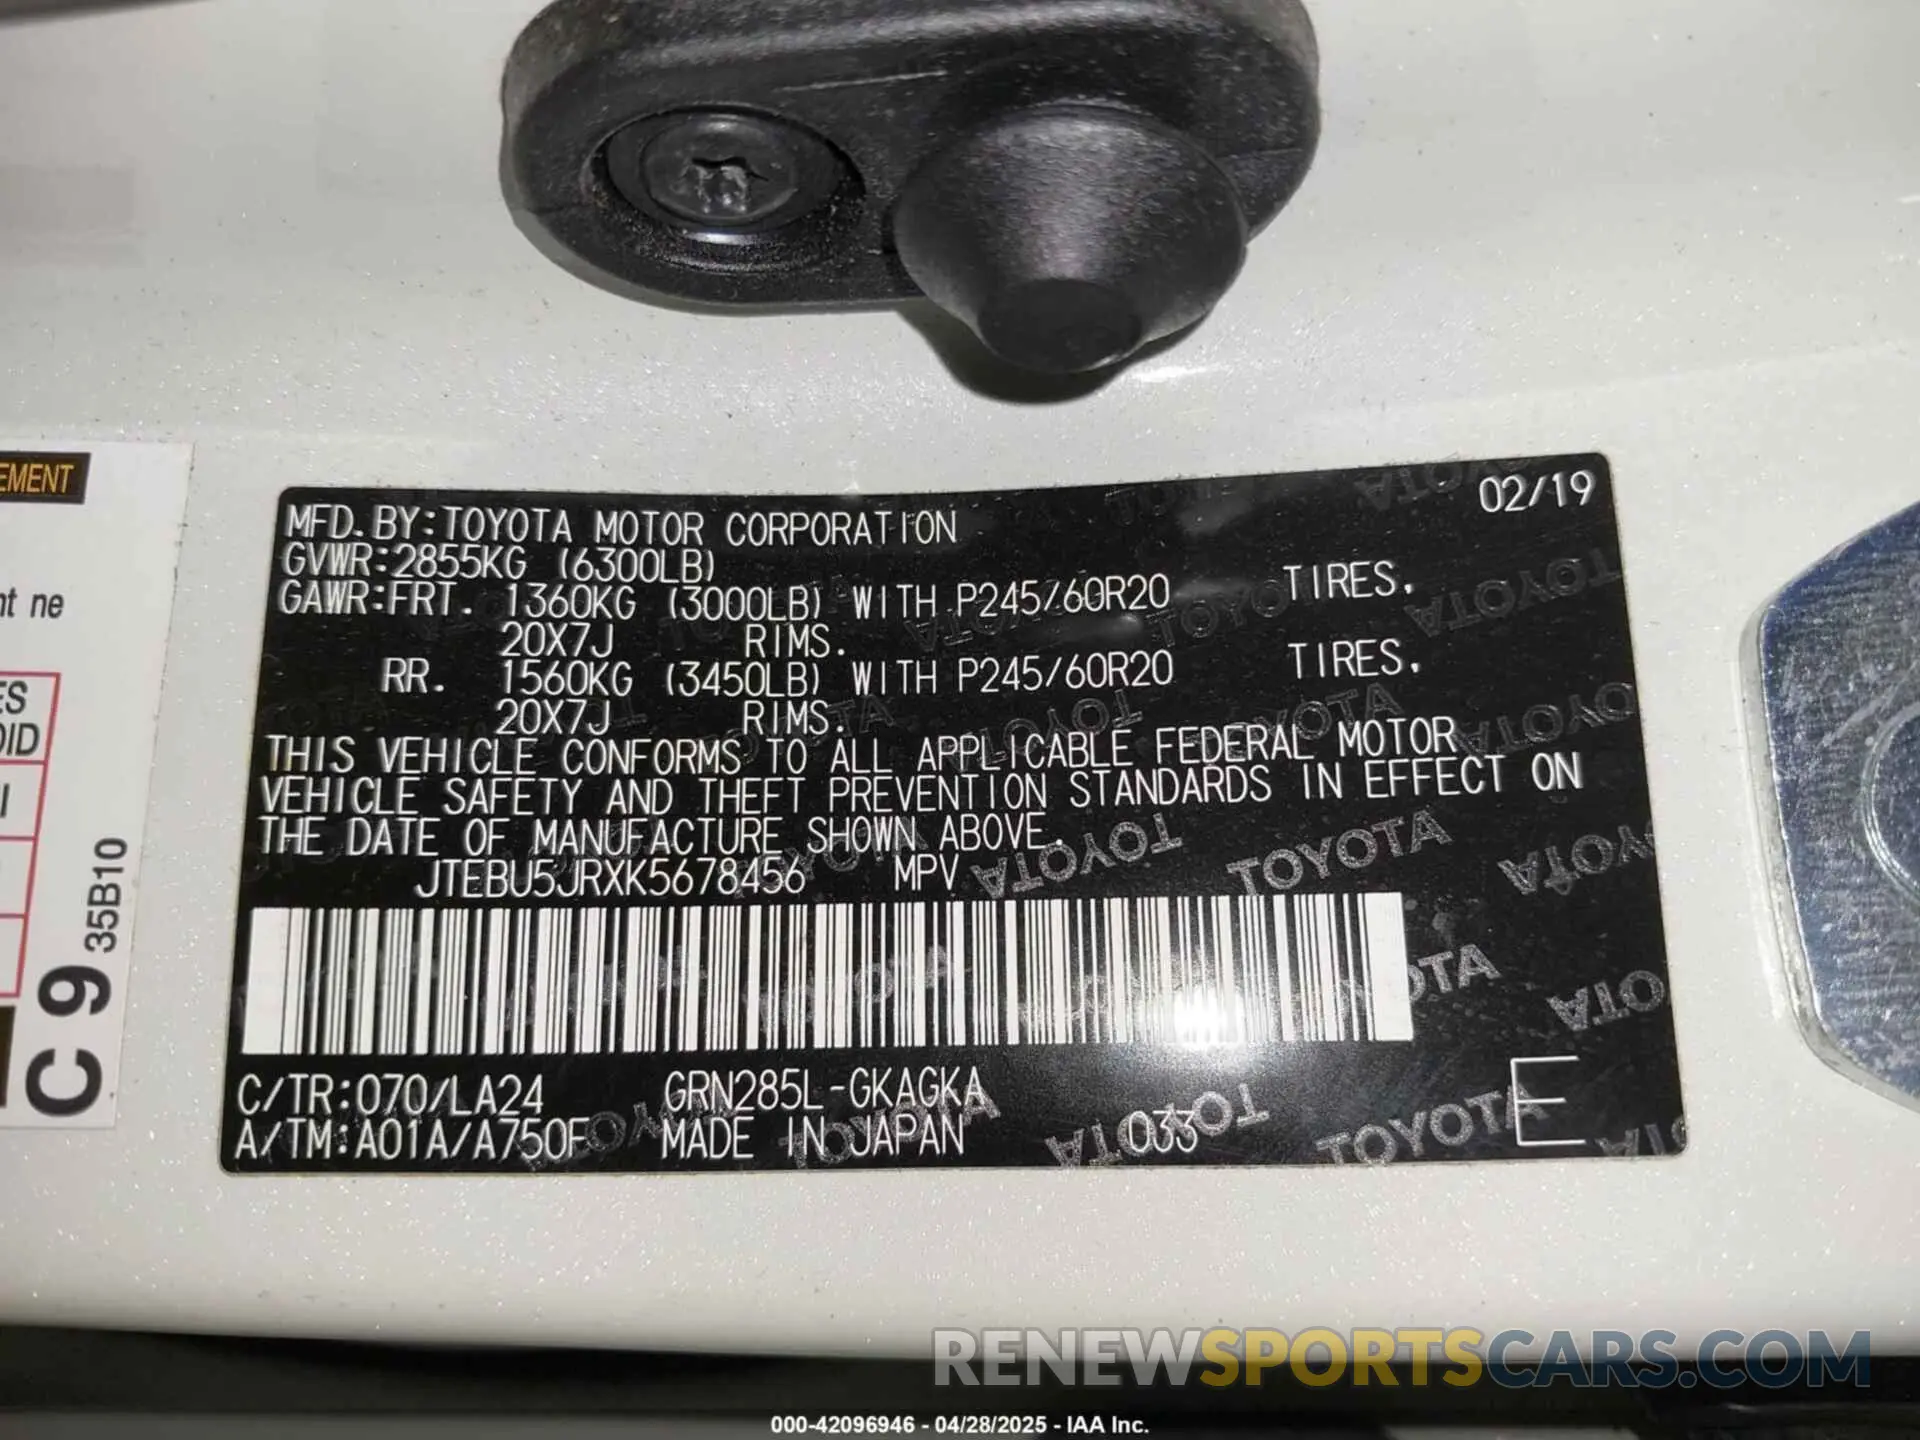 02/19
MFD.BY:TOYOTA MOTOR CORPORATION
GVWR:2855KG (6300LB)
GAWR:FRT. 1360KG (3000LB) WITH P245/60R20 TIRES,
20X7J RIMS.
RR. 1560KG (3450LB) WITH P245/60R20 TIRES,
20X7J RIMS.
THIS VEHICLE CONFORMS TO ALL APPLICABLE FEDERAL MOTOR
VEHICLE SAFETY AND THEFT PREVENTION STANDARDS IN EFFECT ON
THE DATE OF MANUFACTURE SHOWN ABOVE.
JTEBU5JRXK5678456 MPV
C/TR:070/LA24 GRN285L-GKAGKA
A/TM:A01A/A750F MADE IN JAPAN 033 E
EMENT
nt ne
ES
OID
C 9 35B10
RENEWSPORTSCARS.COM
000-42096946 - 04/28/2025 - IAA Inc.